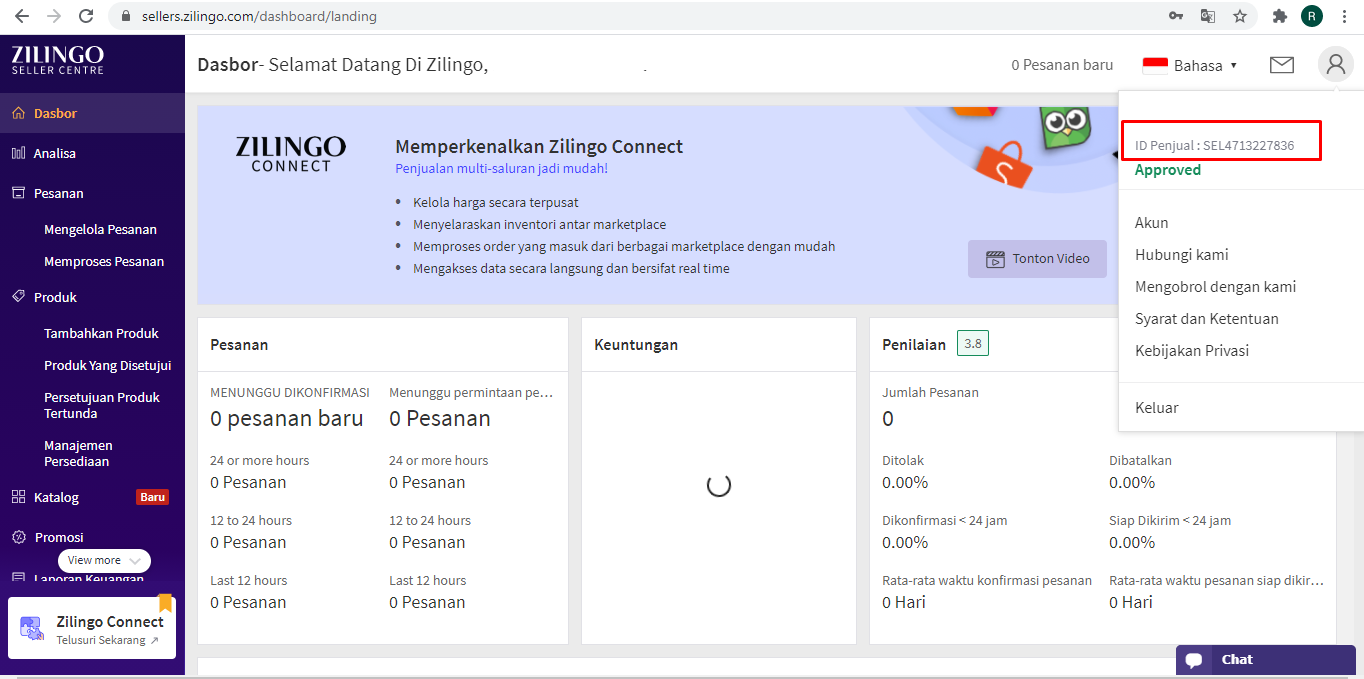 sellers.zilingo.com/dashboard/landing
R
ZILINGO
SELLER CENTRE
Dasbor
Analisa
Pesanan
Mengelola Pesanan
Memproses Pesanan
Produk
Tambahkan Produk
Produk Yang Disetujui
Persetujuan Produk
Tertunda
Manajemen
Persediaan
Katalog
Baru
Promosi
View more
Laporan Keuangan
Zilingo Connect
Telusuri Sekarang ↗
Dasbor- Selamat Datang Di Zilingo,
.
0 Pesanan baru
Bahasa
ZILINGO
CONNECT
Memperkenalkan Zilingo Connect
Penjualan multi-saluran jadi mudah!
• Kelola harga secara terpusat
• Menyelaraskan inventori antar marketplace
• Memproses order yang masuk dari berbagai marketplace dengan mudah
• Mengakses data secara langsung dan bersifat real time
Tonton Video
ID Penjual : SEL4713227836
Approved
Akun
Hubungi kami
Mengobrol dengan kami
Syarat dan Ketentuan
Kebijakan Privasi
Keluar
Pesanan
MENUNGGU DIKONFIRMASI
0 pesanan baru
24 or more hours
0 Pesanan
12 to 24 hours
0 Pesanan
Last 12 hours
0 Pesanan
Menunggu permintaan pe...
0 Pesanan
24 or more hours
0 Pesanan
12 to 24 hours
0 Pesanan
Last 12 hours
0 Pesanan
Keuntungan
Penilaian
3.8
Jumlah Pesanan
0
Ditolak
0.00%
Dibatalkan
0.00%
Dikonfirmasi < 24 jam
0.00%
Siap Dikirim < 24 jam
0.00%
Rata-rata waktu konfirmasi pesanan
0 Hari
Rata-rata waktu pesanan siap dikir...
0 Hari
Chat